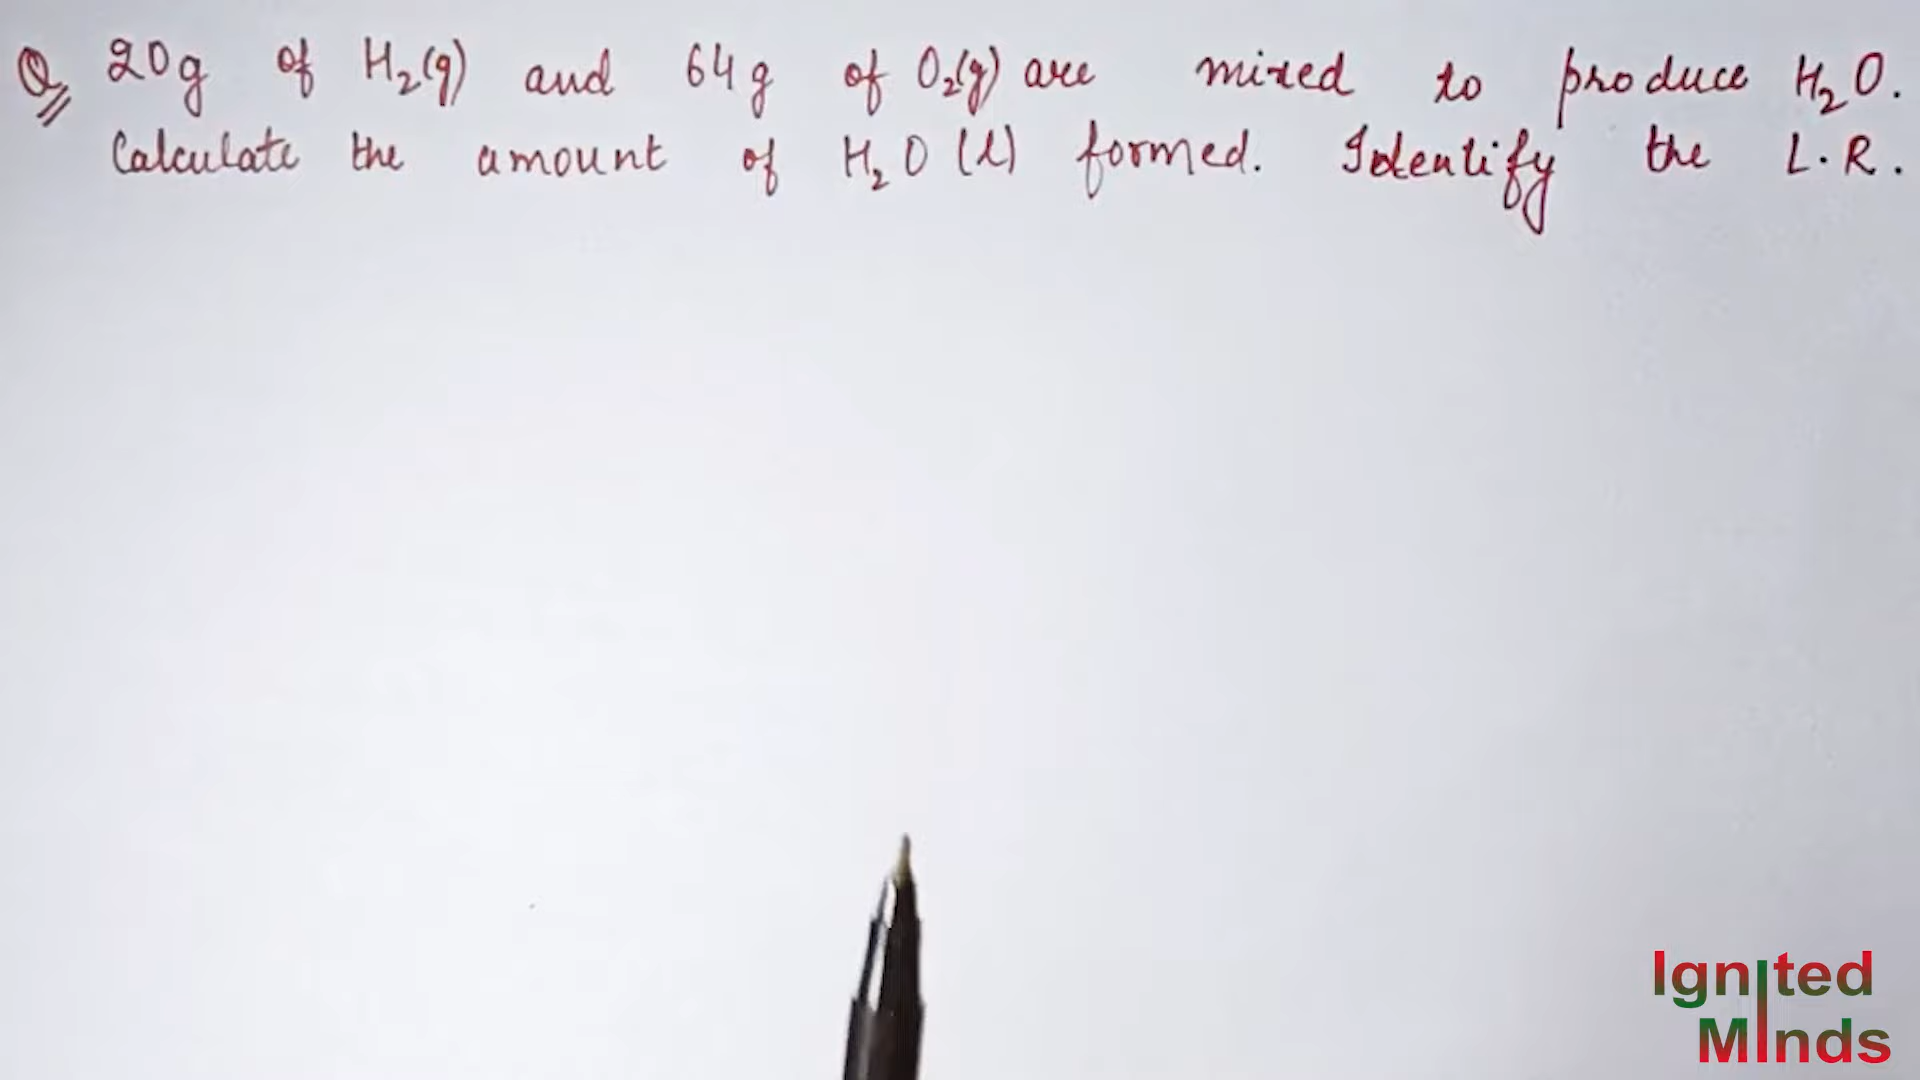 Q 20g of H₂(g) and 64g of O₂(g) are mixed to produce H₂O.
Calculate the amount of H₂O (l) formed. Identify the L.R.
Ignited
Minds